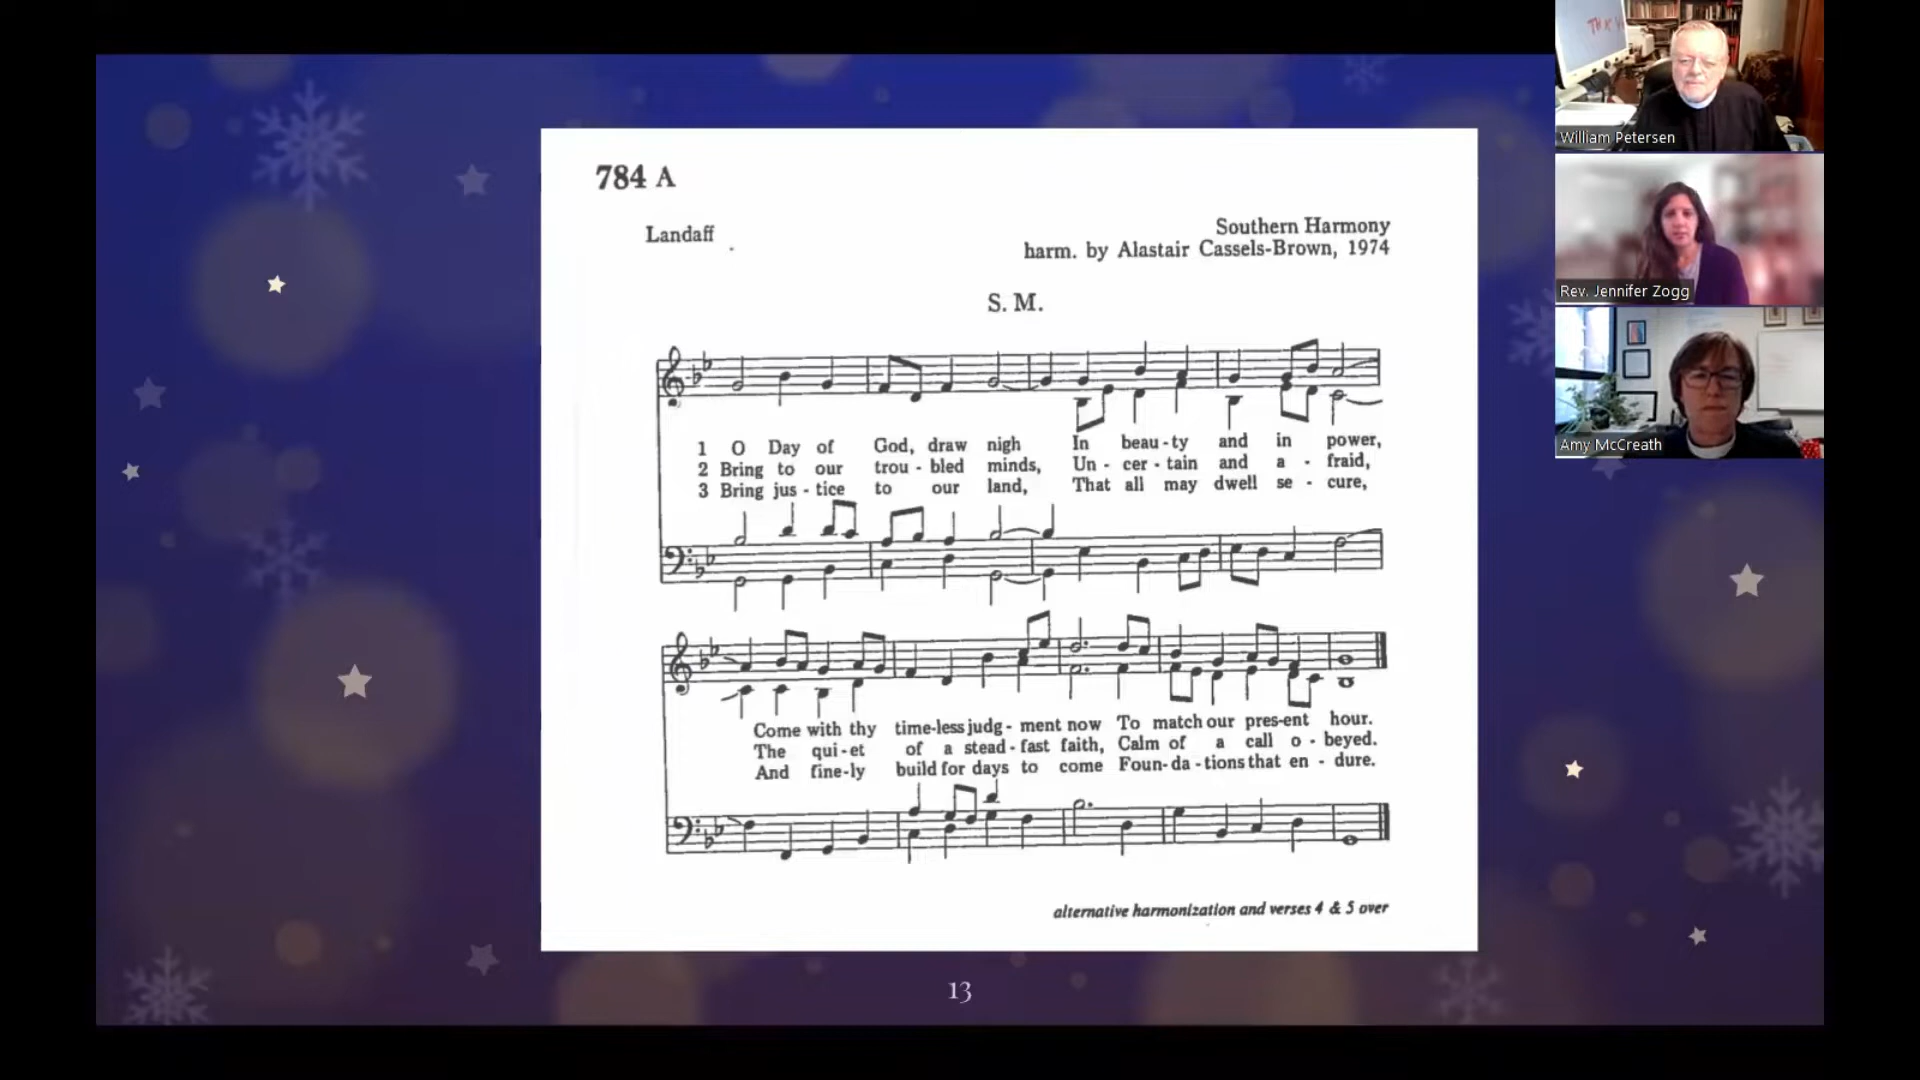 784 A
Landaff
Southern Harmony
harm. by Alastair Cassels-Brown, 1974
S. M.
1 O Day of God, draw nigh In beau-ty and in power,
2 Bring to our trou-bled minds, Un-cer-tain and a-fraid,
3 Bring jus-tice to our land, That all may dwell se-cure,
Come with thy time-less judg-ment now To match our pres-ent hour.
The qui-et of a stead-fast faith, Calm of a call o-beyed.
And fine-ly build for days to come Foun-da-tions that en-dure.
alternative harmonization and verses 4 & 5 over
13
William Petersen
Rev. Jennifer Zogg
Amy McCreath